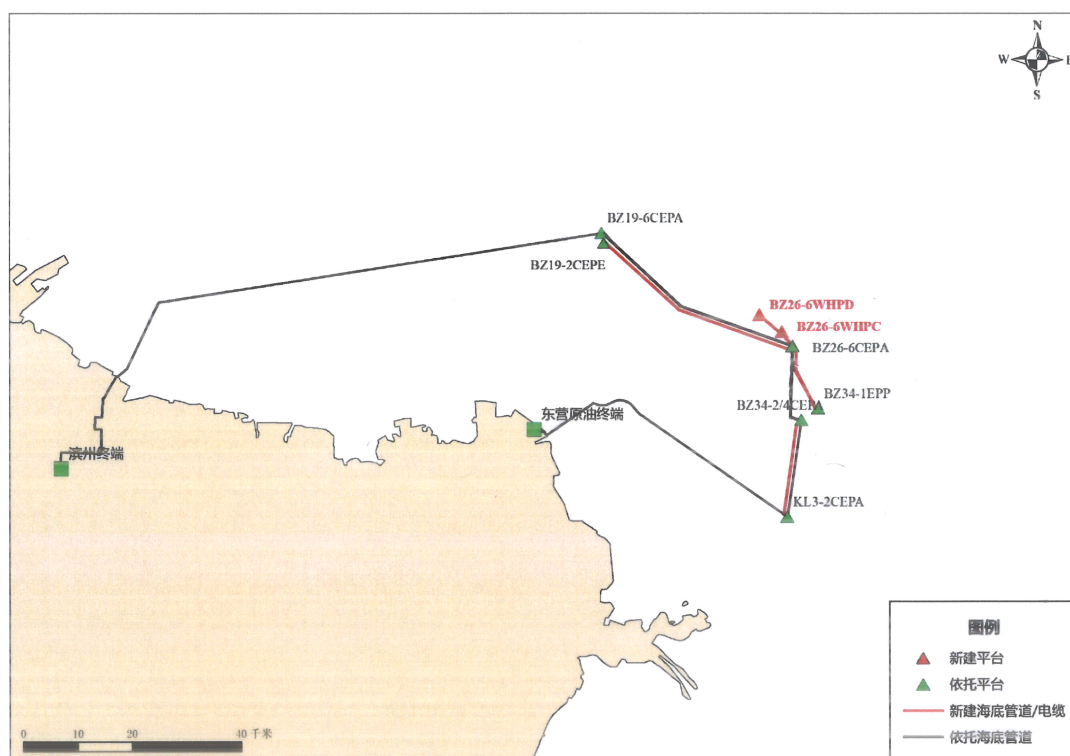 N
W
E
S
BZ19-6CEPA
BZ19-2CEPE
BZ26-6WHPD
BZ26-6WHPC
BZ26-6CEPA
BZ34-1EPP
BZ34-2/4CEPA
东营原油终端
滨州终端
KL3-2CEPA
图例
新建平台
依托平台
新建海底管道/电缆
依托海底管道
0 10 20 40 千米